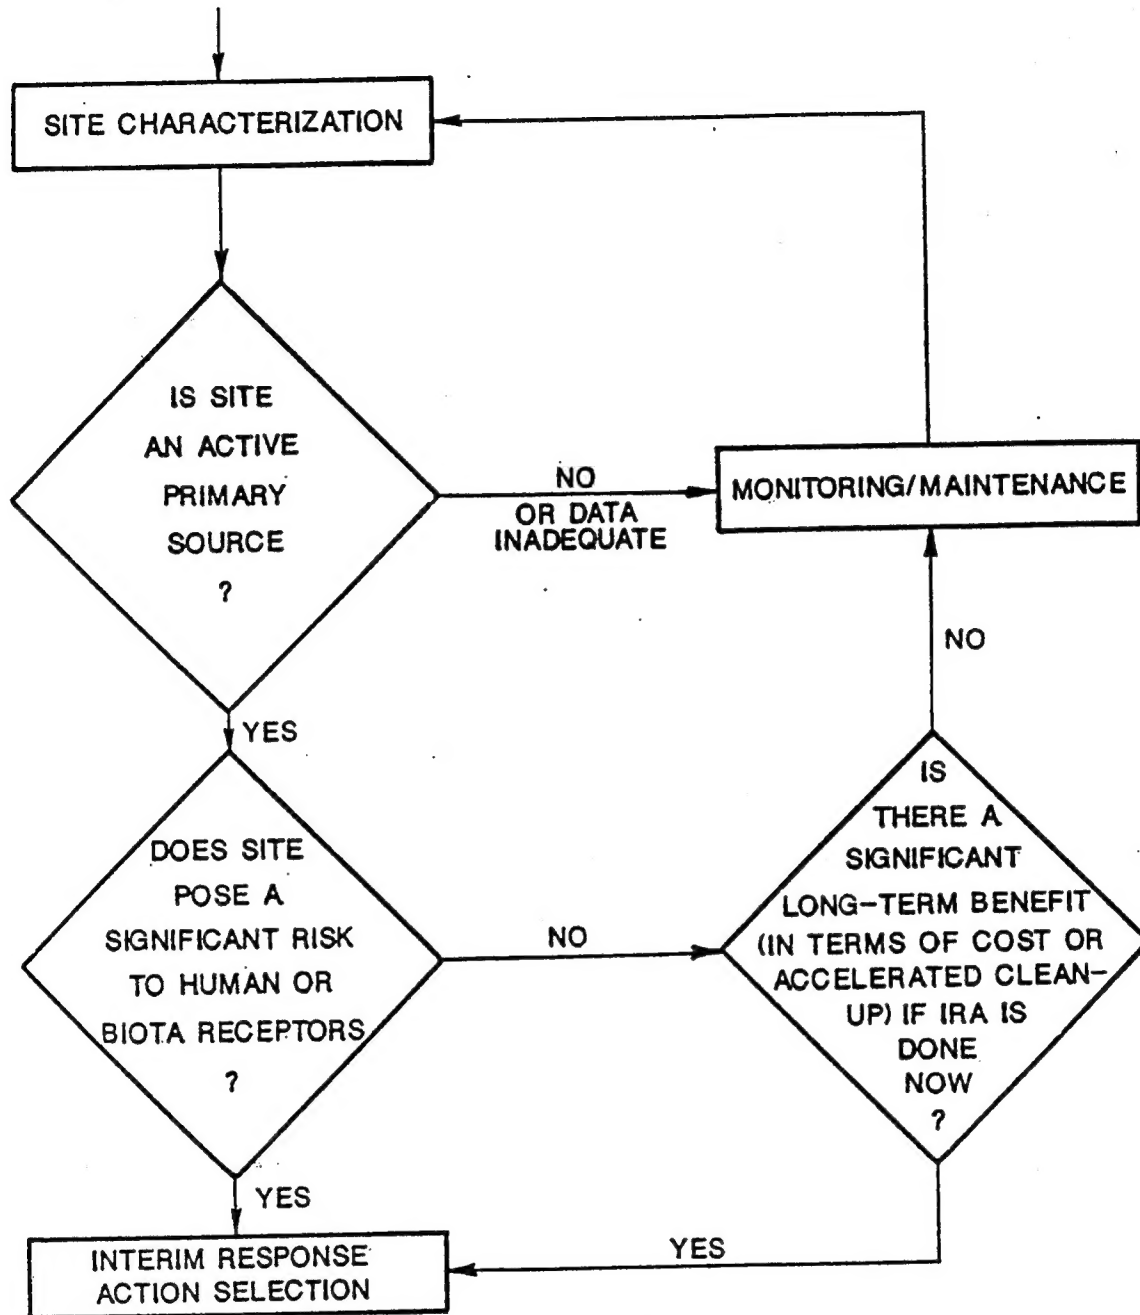 SITE CHARACTERIZATION
IS SITE
AN ACTIVE
PRIMARY
SOURCE
?
NO
OR DATA
INADEQUATE
MONITORING/MAINTENANCE
YES
NO
DOES SITE
POSE A
SIGNIFICANT RISK
TO HUMAN OR
BIOTA RECEPTORS
?
NO
IS
THERE A
SIGNIFICANT
LONG-TERM BENEFIT
(IN TERMS OF COST OR
ACCELERATED CLEAN-
UP) IF IRA IS
DONE
NOW
?
YES
YES
INTERIM RESPONSE
ACTION SELECTION